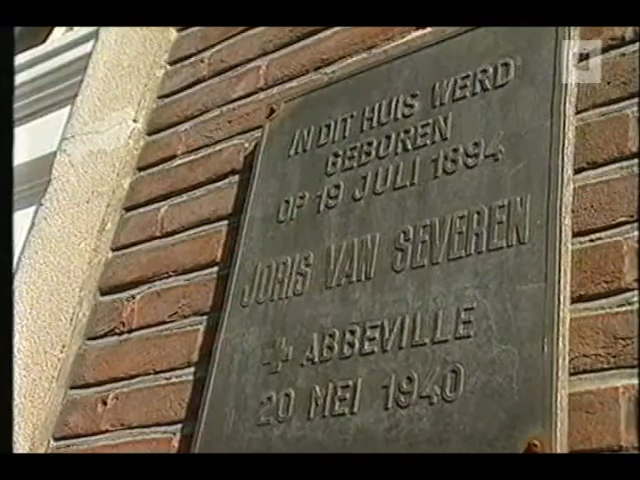 IN DIT HUIS WERD
GEBOREN
OP 19 JULI 1894
JORIS VAN SEVEREN
+ ABBEVILLE
20 MEI 1940